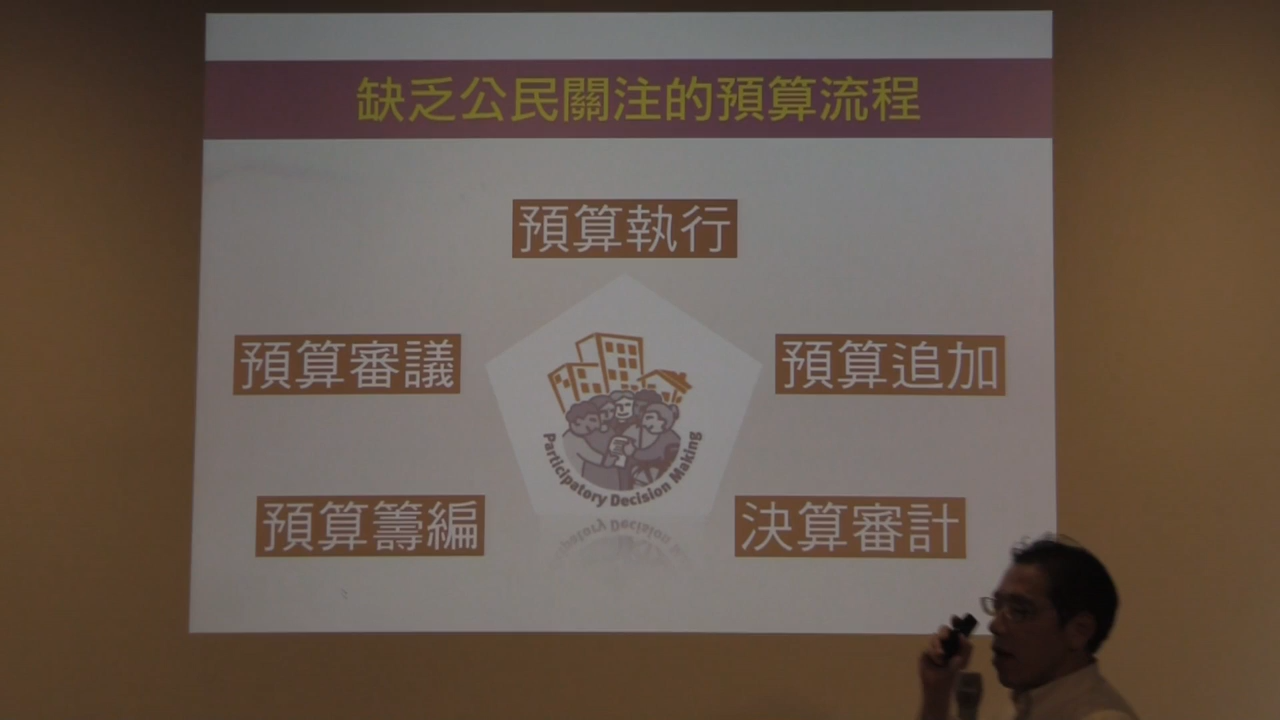 缺乏公民關注的預算流程
預算執行
預算審議
預算追加
Participatory Decision Making
預算籌編
決算審計